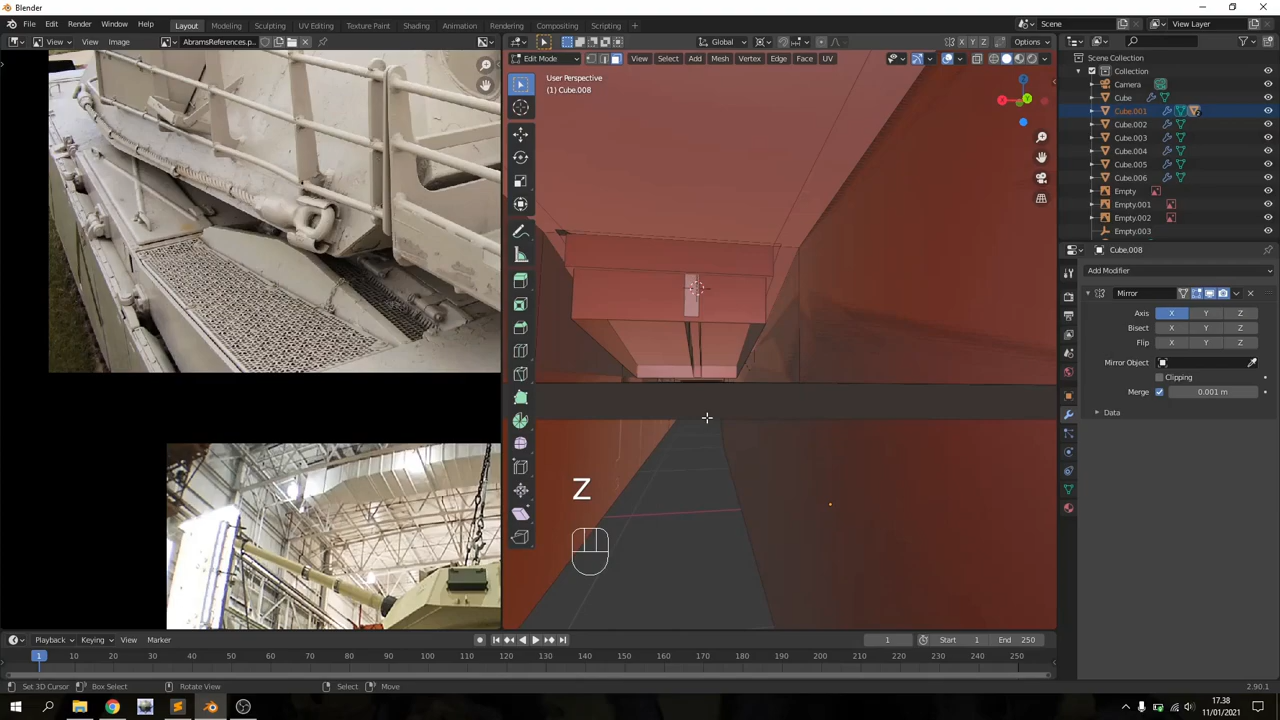 Blender
File Edit Render Window Help Layout Modeling Sculpting UV Editing Texture Paint Shading Animation Rendering Compositing Scripting + Scene View Layer
View View Image AbramsReferences.p.. Global Options
Edit Mode View Select Add Mesh Vertex Edge Face UV
User Perspective
(1) Cube.008
Z
X
Y
Z
Scene Collection
Collection
Camera
Cube
Cube.001
Cube.002
Cube.003
Cube.004
Cube.005
Cube.006
Empty
Empty.001
Empty.002
Empty.003
Cube.008
Add Modifier
Mirror
Axis X Y Z
Bisect X Y Z
Flip X Y Z
Mirror Object
Clipping
Merge 0.001 m
Data
Playback Keying View Marker 1 Start 1 End 250
1 10 20 30 40 50 60 70 80 90 100 110 120 130 140 150 160 170 180 190 200 210 220 230 240 250
Set 3D Cursor Box Select Rotate View Select Move 2.90.1
17.38
11/01/2021